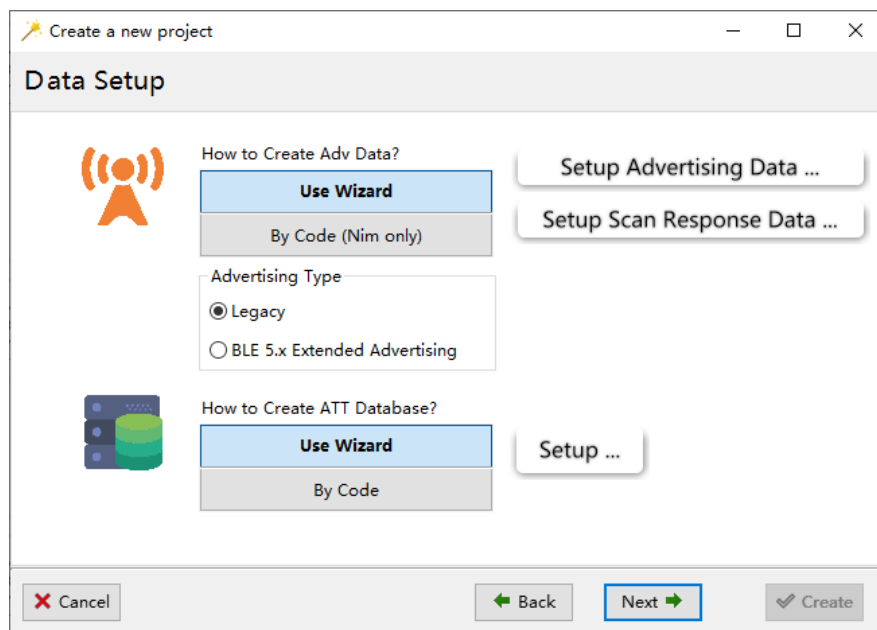 Create a new project
Data Setup
How to Create Adv Data?
Use Wizard
By Code (Nim only)
Setup Advertising Data ...
Setup Scan Response Data ...
Advertising Type
Legacy
BLE 5.x Extended Advertising
How to Create ATT Database?
Use Wizard
By Code
Setup ...
Cancel
Back
Next
Create